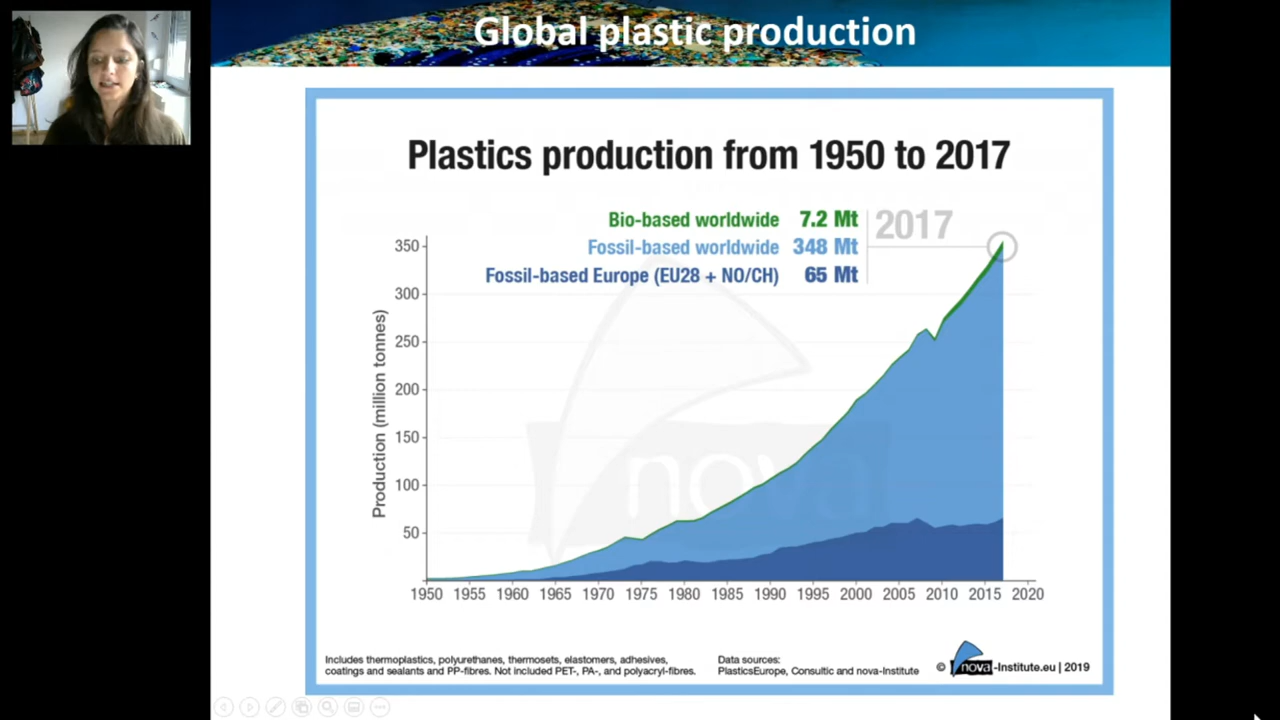 Global plastic production
Plastics production from 1950 to 2017
Bio-based worldwide 7.2 Mt
Fossil-based worldwide 348 Mt
Fossil-based Europe (EU28 + NO/CH) 65 Mt
2017
Production (million tonnes)
350
300
250
200
150
100
50
nova
1950 1955 1960 1965 1970 1975 1980 1985 1990 1995 2000 2005 2010 2015 2020
Includes thermoplastics, polyurethanes, thermosets, elastomers, adhesives,
coatings and sealants and PP-fibres. Not included PET-, PA-, and polyacryl-fibres.
Data sources:
PlasticsEurope, Consultic and nova-Institute
© nova-Institute.eu | 2019